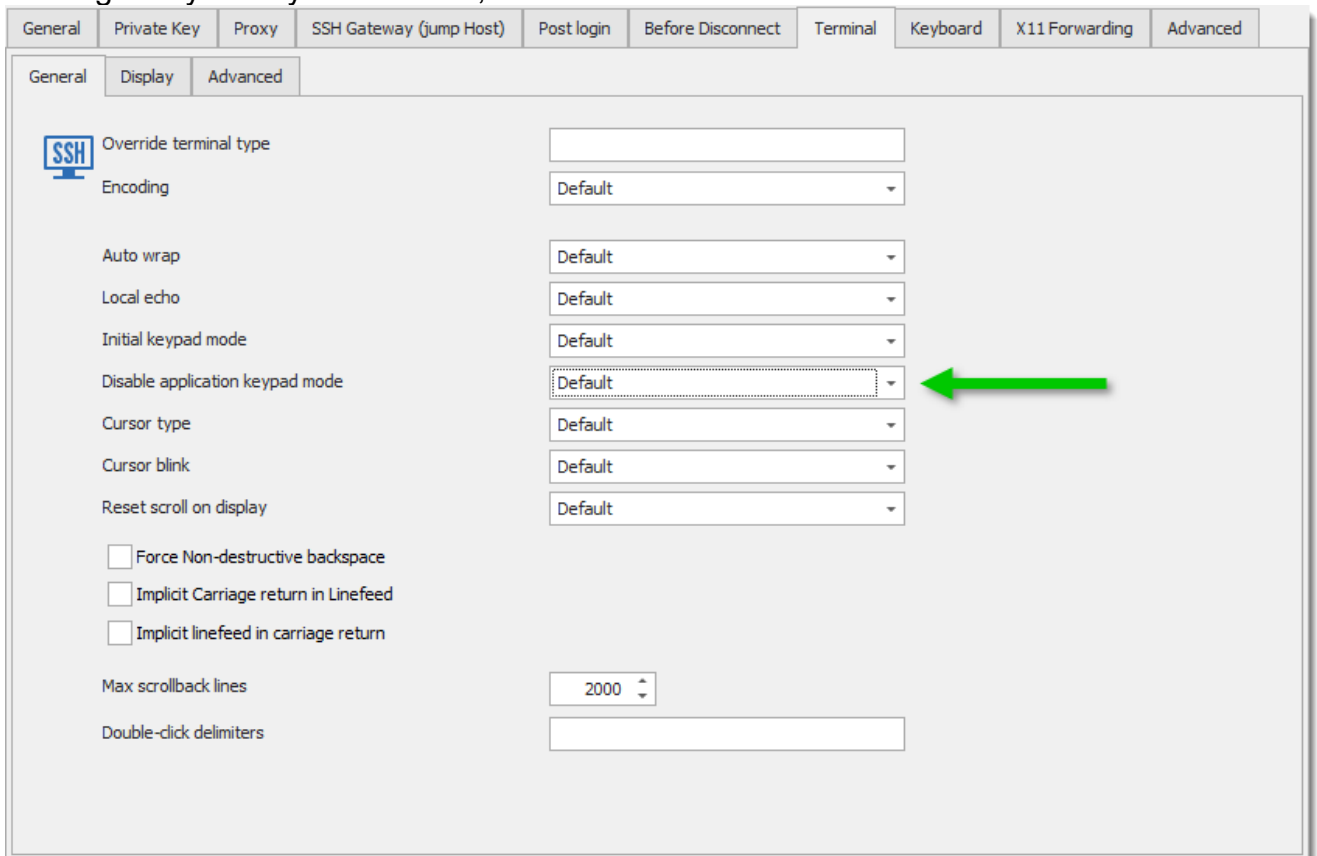 General Private Key Proxy SSH Gateway (jump Host) Post login Before Disconnect Terminal Keyboard X11 Forwarding Advanced
General Display Advanced
SSH
Override terminal type
Encoding Default
Auto wrap Default
Local echo Default
Initial keypad mode Default
Disable application keypad mode Default
Cursor type Default
Cursor blink Default
Reset scroll on display Default
Force Non-destructive backspace
Implicit Carriage return in Linefeed
Implicit linefeed in carriage return
Max scrollback lines 2000
Double-click delimiters